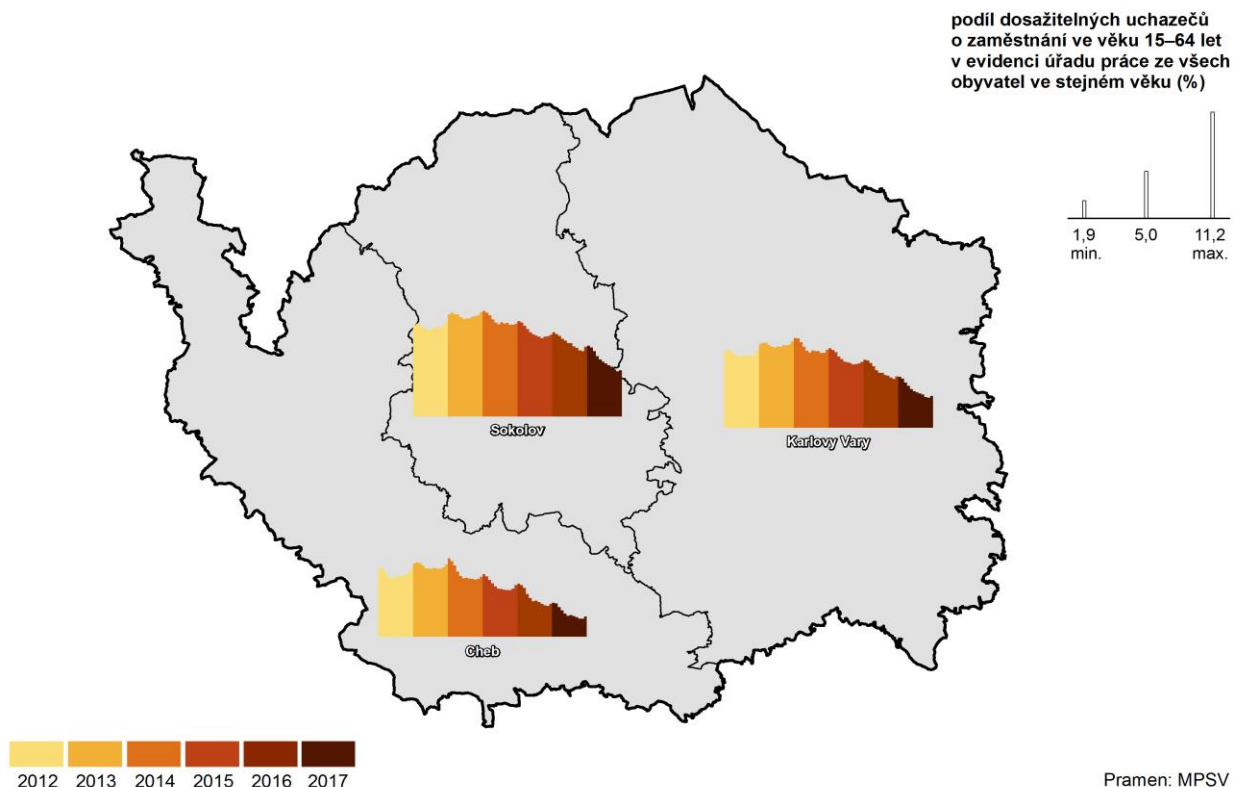 podíl dosažitelných uchazečů
o zaměstnání ve věku 15–64 let
v evidenci úřadu práce ze všech
obyvatel ve stejném věku (%)
1,9 5,0 11,2
min. max.
Sokolov
Karlovy Vary
Cheb
2012 2013 2014 2015 2016 2017
Pramen: MPSV